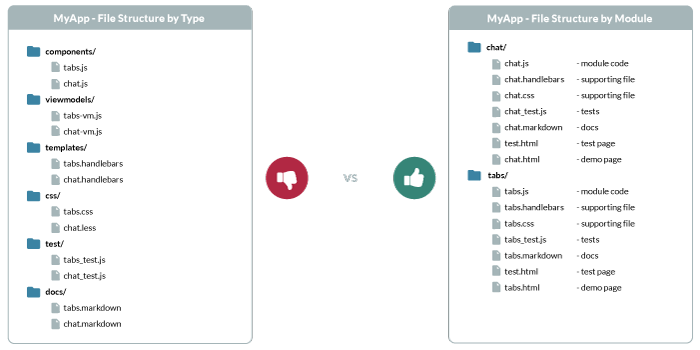 MyApp - File Structure by Type
components/
tabs.js
chat.js
viewmodels/
tabs-vm.js
chat-vm.js
templates/
tabs.handlebars
chat.handlebars
css/
tabs.css
chat.less
test/
tabs_test.js
chat_test.js
docs/
tabs.markdown
chat.markdown
VS
MyApp - File Structure by Module
chat/
chat.js - module code
chat.handlebars - supporting file
chat.css - supporting file
chat_test.js - tests
chat.markdown - docs
test.html - test page
chat.html - demo page
tabs/
tabs.js - module code
tabs.handlebars - supporting file
tabs.css - supporting file
tabs_test.js - tests
tabs.markdown - docs
test.html - test page
tabs.html - demo page